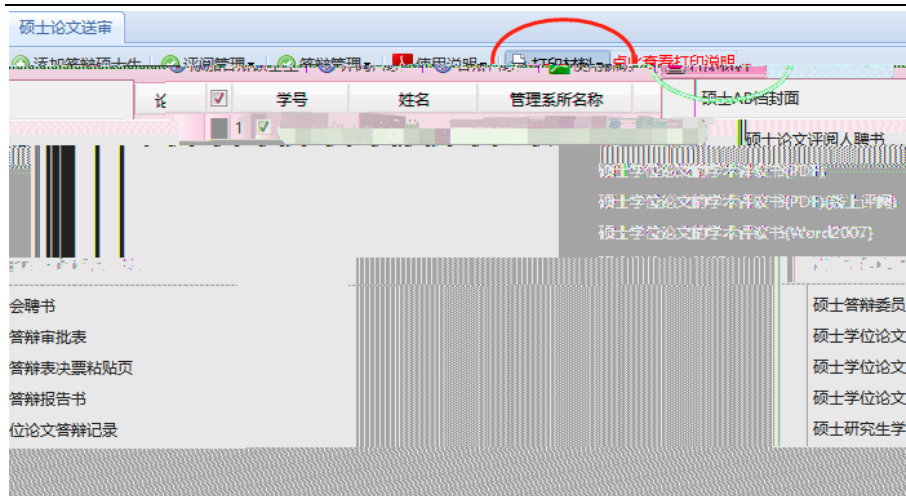 硕士论文送审
添加答辩硕士生 评阅管理 答辩管理 使用说明 打印材料 点此查看打印说明
论 学号 姓名 管理系所名称 硕士AB档封面
1 硕士论文评阅人聘书
硕士学位论文的学术评议书(PDF)
硕士学位论文的学术评议书(PDF)(线上评阅)
硕士学位论文的学术评议书(Word2007)
会聘书 硕士答辩委员
答辩审批表 硕士学位论文
答辩表决票粘贴页 硕士学位论文
答辩报告书 硕士学位论文
位论文答辩记录 硕士研究生学